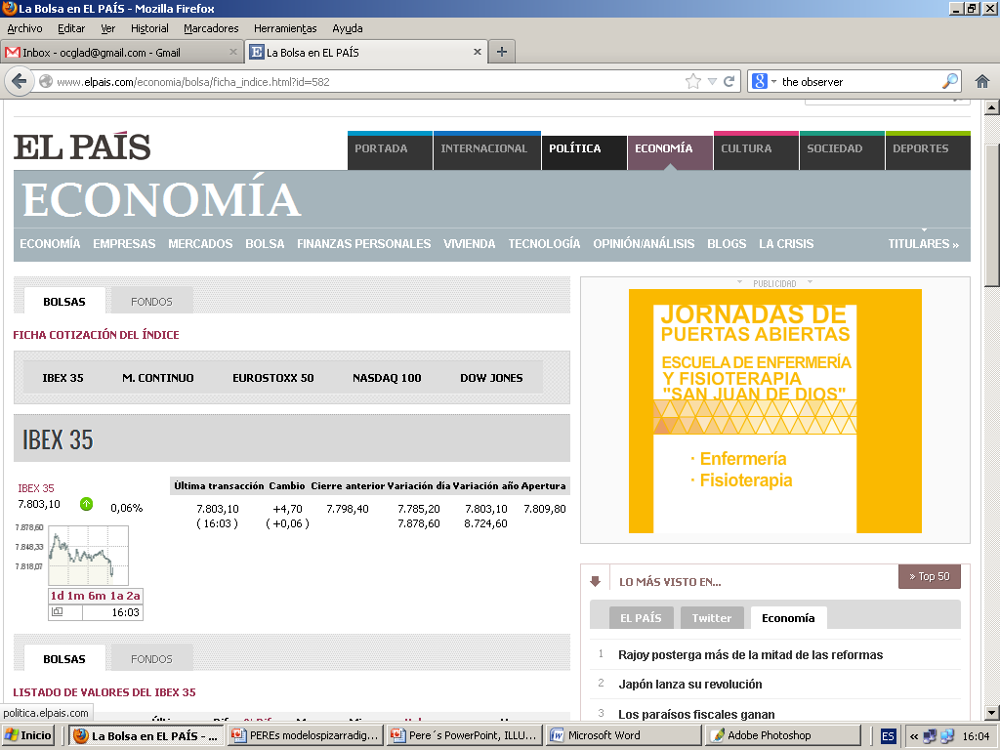 La Bolsa en EL PAÍS - Mozilla Firefox
Archivo Editar Ver Historial Marcadores Herramientas Ayuda
Inbox - ocglad@gmail.com - Gmail
La Bolsa en EL PAÍS
www.elpais.com/economia/bolsa/ficha_indice.html?id=582
the observer
EL PAÍS
PORTADA INTERNACIONAL POLÍTICA ECONOMÍA CULTURA SOCIEDAD DEPORTES
ECONOMÍA
ECONOMÍA EMPRESAS MERCADOS BOLSA FINANZAS PERSONALES VIVIENDA TECNOLOGÍA OPINIÓN/ANÁLISIS BLOGS LA CRISIS TITULARES »
BOLSAS FONDOS
FICHA COTIZACIÓN DEL ÍNDICE
IBEX 35 M. CONTINUO EUROSTOXX 50 NASDAQ 100 DOW JONES
IBEX 35
IBEX 35
7.803,10 0,06%
Última transacción Cambio Cierre anterior Variación día Variación año Apertura
7.803,10 +4,70 7.798,40 7.785,20 7.803,10 7.809,80
( 16:03 ) ( +0,06 ) 7.878,60 8.724,60
7.878,60
7.848,33
7.818,07
1d 1m 6m 1a 2a
16:03
BOLSAS FONDOS
LISTADO DE VALORES DEL IBEX 35
PUBLICIDAD
JORNADAS DE
PUERTAS ABIERTAS
ESCUELA DE ENFERMERÍA
Y FISIOTERAPIA
"SAN JUAN DE DIOS"
· Enfermería
· Fisioterapia
LO MÁS VISTO EN...
» Top 50
EL PAÍS Twitter Economía
1 Rajoy posterga más de la mitad de las reformas
2 Japón lanza su revolución
3 Los paraísos fiscales ganan
politica.elpais.com
Inicio
La Bolsa en EL PAÍS - ...
PEREs modelospizarradig...
Pere´s PowerPoint, ILLU...
Microsoft Word
Adobe Photoshop
ES
«
16:04